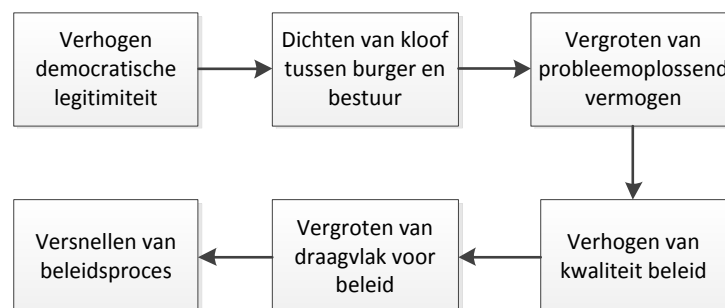 Verhogen
democratische
legitimiteit
Dichten van kloof
tussen burger en
bestuur
Vergroten van
probleemoplossend
vermogen
Verhogen van
kwaliteit beleid
Vergroten van
draagvlak voor
beleid
Versnellen van
beleidsproces